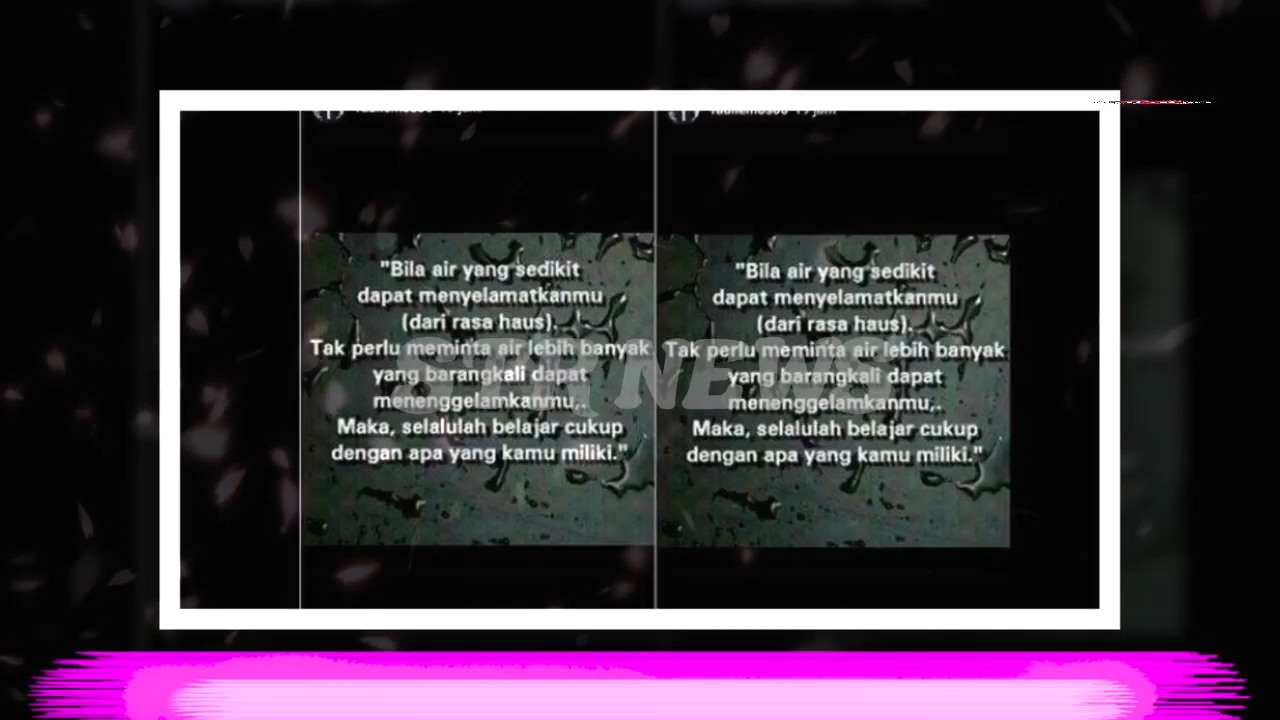 "Bila air yang sedikit
dapat menyelamatkanmu
(dari rasa haus).
Tak perlu meminta air lebih banyak
yang barangkali dapat
menenggelamkanmu,.
Maka, selalulah belajar cukup
dengan apa yang kamu miliki."
"Bila air yang sedikit
dapat menyelamatkanmu
(dari rasa haus).
Tak perlu meminta air lebih banyak
yang barangkali dapat
menenggelamkanmu,.
Maka, selalulah belajar cukup
dengan apa yang kamu miliki."
NEWS